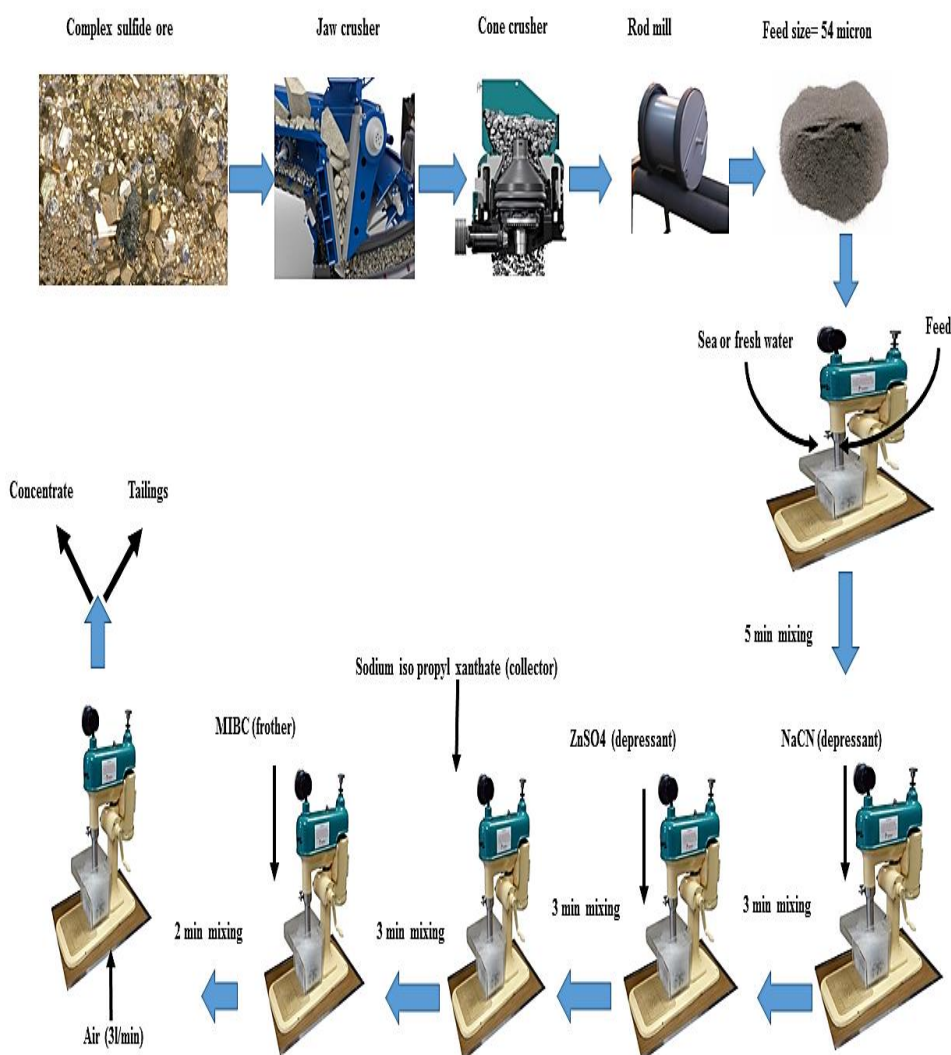 Complex sulfide ore
Jaw crusher
Cone crusher
Rod mill
Feed size= 54 micron
Sea or fresh water
Feed
5 min mixing
NaCN (depressant)
3 min mixing
ZnSO4 (depressant)
3 min mixing
Sodium iso propyl xanthate (collector)
3 min mixing
MIBC (frother)
2 min mixing
Air (3l/min)
Concentrate
Tailings